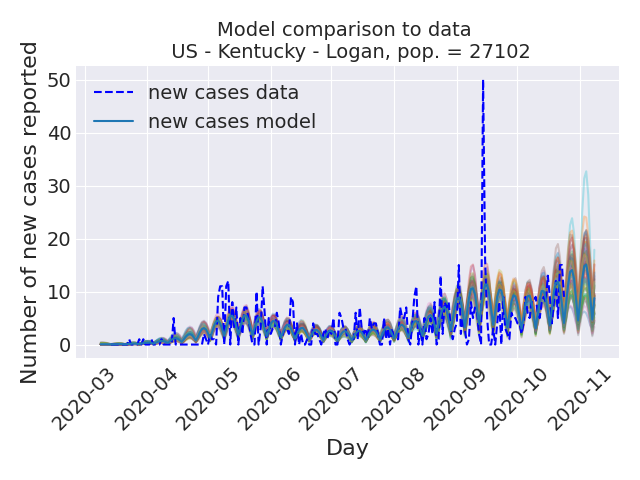 Model comparison to data
US - Kentucky - Logan, pop. = 27102
new cases data
new cases model
Number of new cases reported
50
40
30
20
10
0
2020-03
2020-04
2020-05
2020-06
2020-07
2020-08
2020-09
2020-10
2020-11
Day